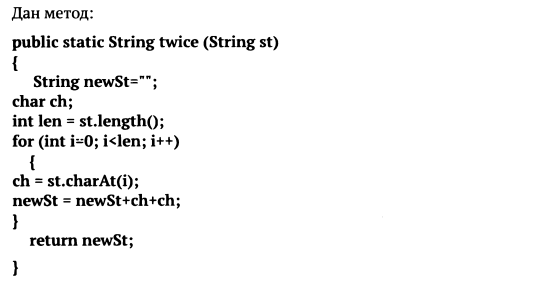 Дан метод:
public static String twice (String st)
{
String newSt="";
char ch;
int len = st.length();
for (int i=0; i<len; i++)
{
ch = st.charAt(i);
newSt = newSt+ch+ch;
}
return newSt;
}